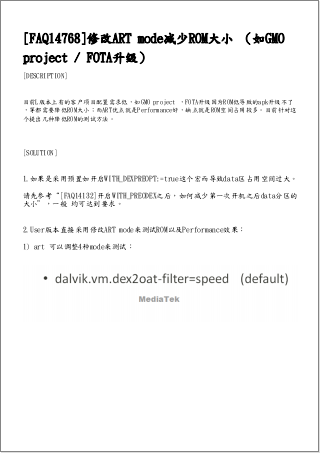 [FAQ14768]修改ART mode减少ROM大小 （如GMO
project / FOTA升级）
[DESCRIPTION]
目前L版本上有的客户项目配置需求低，如GMO project ，FOTA升级因为ROM低导致的apk升级不了
，等都需要降低ROM大小；而ART优点就是Performance好，缺点就是ROM空间占用较多。目前针对这
个提出几种降低ROM的测试方法。
[SOLUTION]
1.如果是采用预置如开启WITH_DEXPREOPT:=true这个宏而导致data区占用空间过大。
请先参考“[FAQ14132]开启WITH_PREODEX之后，如何减少第一次开机之后data分区的
大小”，一般 均可达到要求。
2.User版本直接采用修改ART mode来测试ROM以及Performance效果：
1) art 可以调整4种mode来测试：
• dalvik.vm.dex2oat-filter=speed (default)
MediaTek